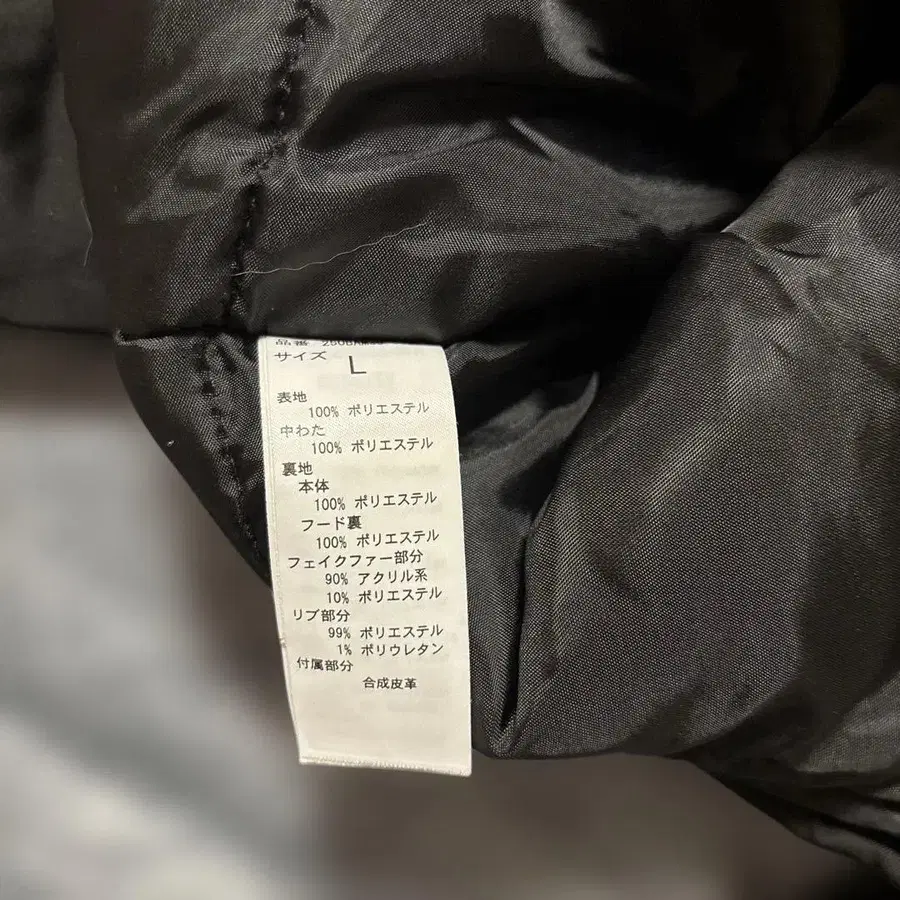 品番
サイズ L
表地
100% ポリエステル
中わた
100% ポリエステル
裏地
本体
100% ポリエステル
フード裏
100% ポリエステル
フェイクファー部分
90% アクリル系
10% ポリエステル
リブ部分
99% ポリエステル
1% ポリウレタン
付属部分
合成皮革